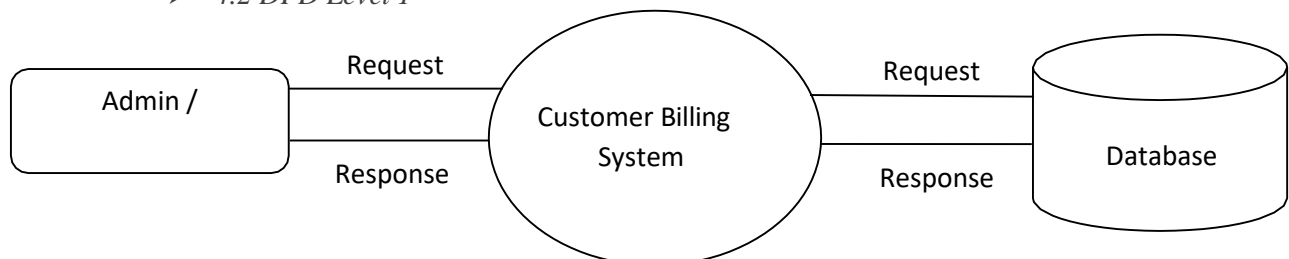 4.2 DFD Level 1
Request
Admin /
Response
Customer Billing
System
Request
Response
Database